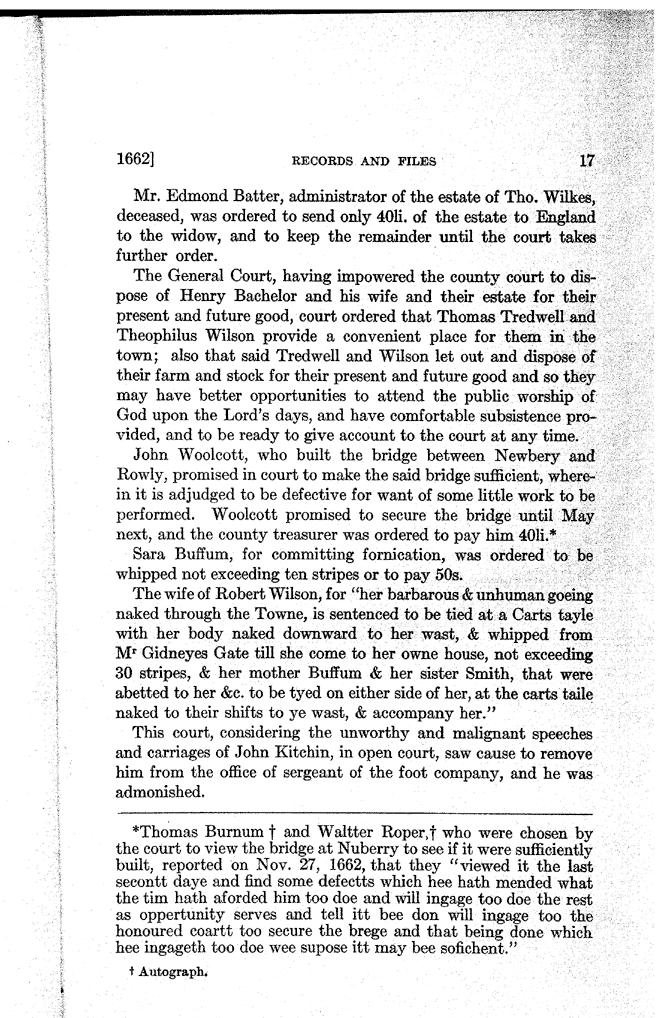 1662] RECORDS AND FILES 17
Mr. Edmond Batter, administrator of the estate of Tho. Wilkes,
deceased, was ordered to send only 40li. of the estate to England
to the widow, and to keep the remainder until the court takes
further order.
The General Court, having impowered the county court to dis-
pose of Henry Bachelor and his wife and their estate for their
present and future good, court ordered that Thomas Tredwell and
Theophilus Wilson provide a convenient place for them in the
town; also that said Tredwell and Wilson let out and dispose of
their farm and stock for their present and future good and so they
may have better opportunities to attend the public worship of
God upon the Lord's days, and have comfortable subsistence pro-
vided, and to be ready to give account to the court at any time.
John Woolcott, who built the bridge between Newbery and
Rowly, promised in court to make the said bridge sufficient, where-
in it is adjudged to be defective for want of some little work to be
performed. Woolcott promised to secure the bridge until May
next, and the county treasurer was ordered to pay him 40li.*
Sara Buffum, for committing fornication, was ordered to be
whipped not exceeding ten stripes or to pay 50s.
The wife of Robert Wilson, for "her barbarous & unhuman goeing
naked through the Towne, is sentenced to be tied at a Carts tayle
with her body naked downward to her wast, & whipped from
Mr Gidneyes Gate till she come to her owne house, not exceeding
30 stripes, & her mother Buffum & her sister Smith, that were
abetted to her &c. to be tyed on either side of her, at the carts taile
naked to their shifts to ye wast, & accompany her."
This court, considering the unworthy and malignant speeches
and carriages of John Kitchin, in open court, saw cause to remove
him from the office of sergeant of the foot company, and he was
admonished.
*Thomas Burnum † and Waltter Roper,† who were chosen by
the court to view the bridge at Nuberry to see if it were sufficiently
built, reported on Nov. 27, 1662, that they "viewed it the last
secontt daye and find some defectts which hee hath mended what
the tim hath aforded him too doe and will ingage too doe the rest
as oppertunity serves and tell itt bee don will ingage too the
honoured coartt too secure the brege and that being done which
hee ingageth too doe wee supose itt may bee sofichent."
† Autograph.